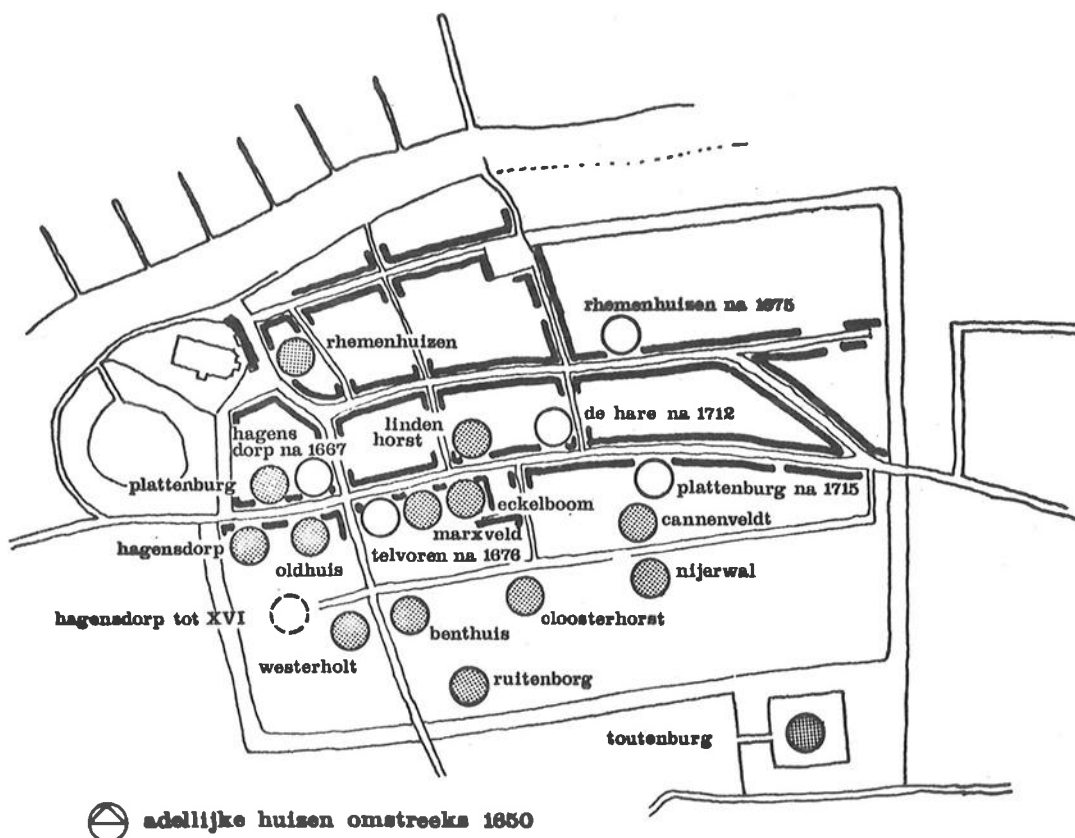 rhemenhuizen na 1675
rhemenhuizen
de hare na 1712
linden
horst
hagens
dorp na 1667
plattenburg
plattenburg na 1715
eckelboom
cannenveldt
marxveld
telvoren na 1676
hagensdorp
oldhuis
nijerwal
hagensdorp tot XVI
cloosterhorst
benthuis
westerholt
ruitenborg
toutenburg
adellijke huizen omstreeks 1650